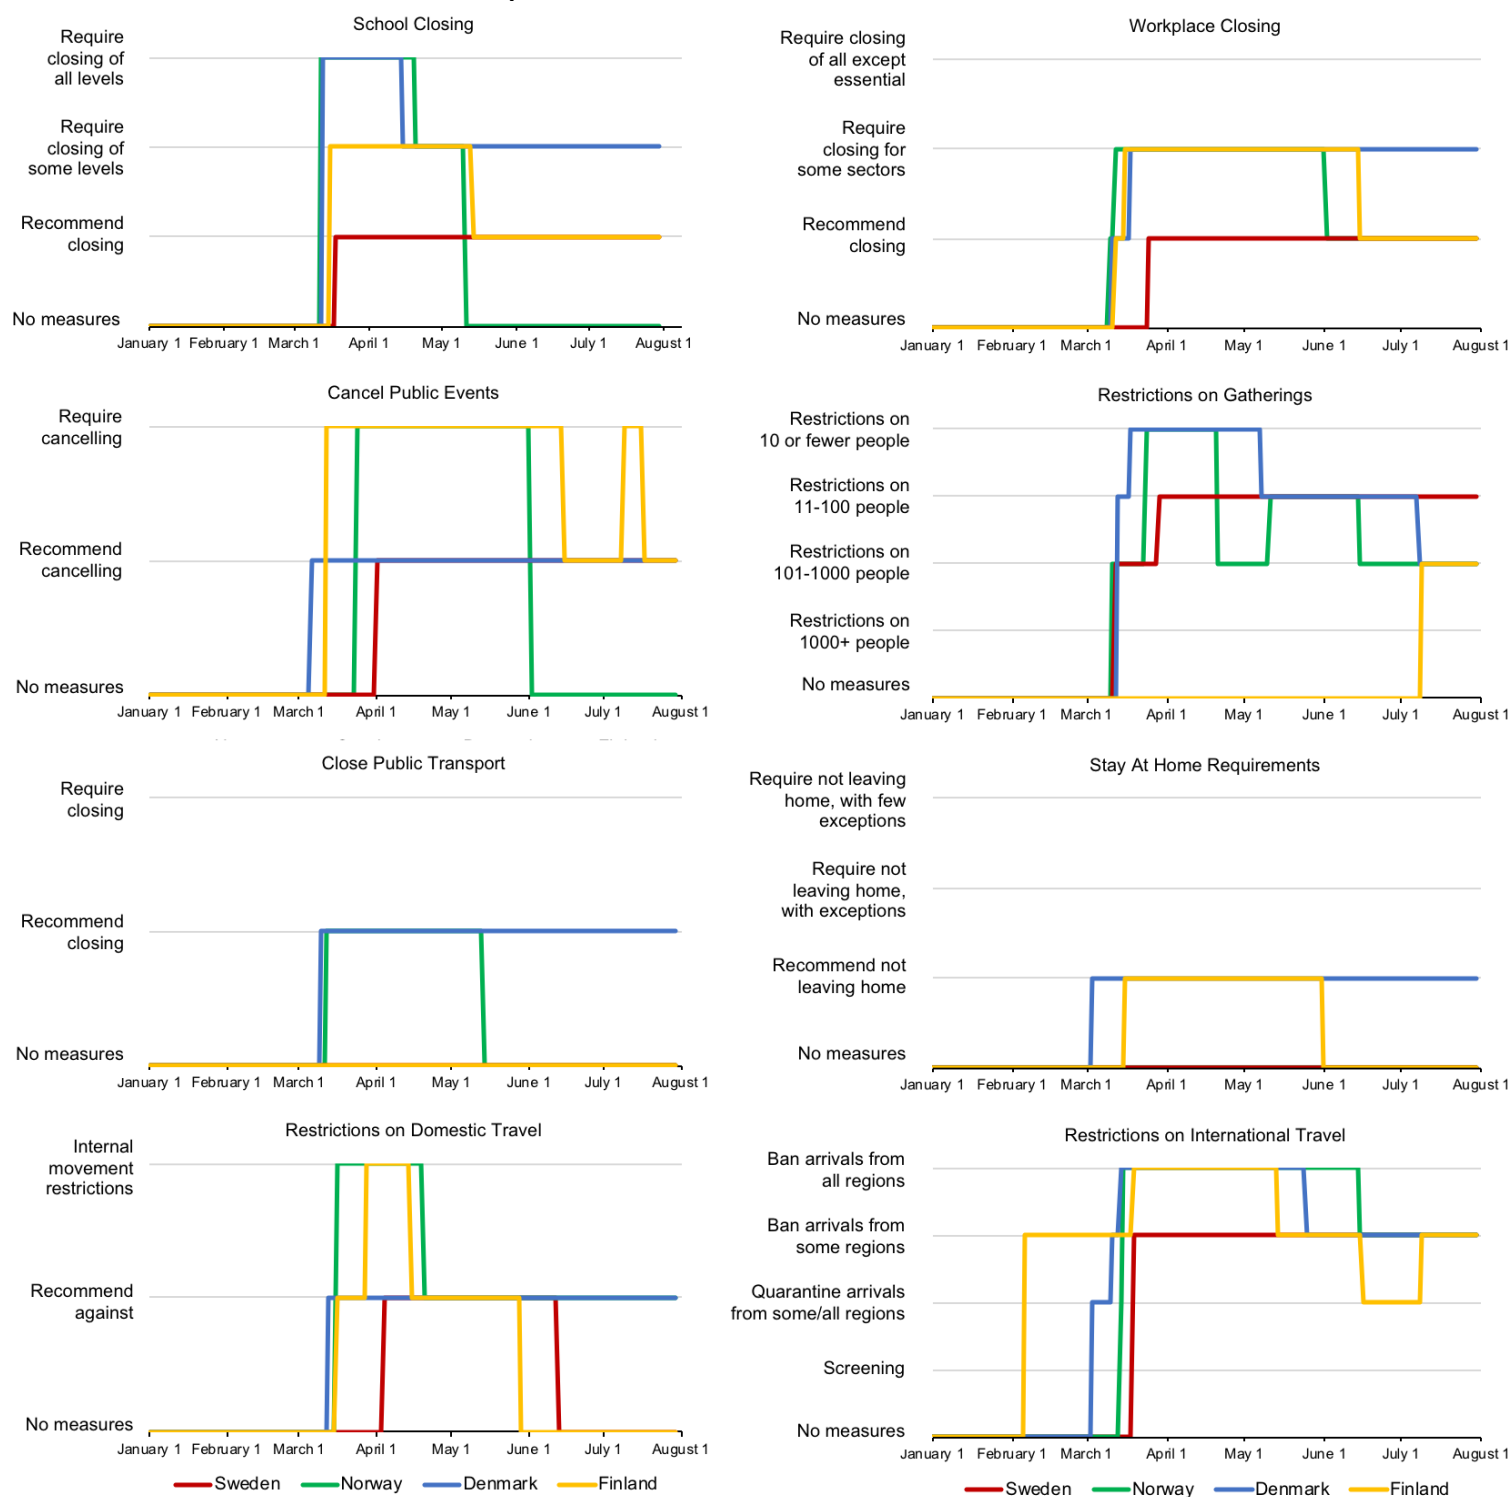 School Closing
Require
closing of
all levels
Require
closing of
some levels
Recommend
closing
No measures
January 1 February 1 March 1 April 1 May 1 June 1 July 1 August 1
Workplace Closing
Require closing
of all except
essential
Require
closing for
some sectors
Recommend
closing
No measures
January 1 February 1 March 1 April 1 May 1 June 1 July 1 August 1
Cancel Public Events
Require
cancelling
Recommend
cancelling
No measures
January 1 February 1 March 1 April 1 May 1 June 1 July 1 August 1
Restrictions on Gatherings
Restrictions on
10 or fewer people
Restrictions on
11-100 people
Restrictions on
101-1000 people
Restrictions on
1000+ people
No measures
January 1 February 1 March 1 April 1 May 1 June 1 July 1 August 1
Close Public Transport
Require
closing
Recommend
closing
No measures
January 1 February 1 March 1 April 1 May 1 June 1 July 1 August 1
Stay At Home Requirements
Require not leaving
home, with few
exceptions
Require not
leaving home,
with exceptions
Recommend not
leaving home
No measures
January 1 February 1 March 1 April 1 May 1 June 1 July 1 August 1
Restrictions on Domestic Travel
Internal
movement
restrictions
Recommend
against
No measures
January 1 February 1 March 1 April 1 May 1 June 1 July 1 August 1
Sweden Norway Denmark Finland
Restrictions on International Travel
Ban arrivals from
all regions
Ban arrivals from
some regions
Quarantine arrivals
from some/all regions
Screening
No measures
January 1 February 1 March 1 April 1 May 1 June 1 July 1 August 1
Sweden Norway Denmark Finland